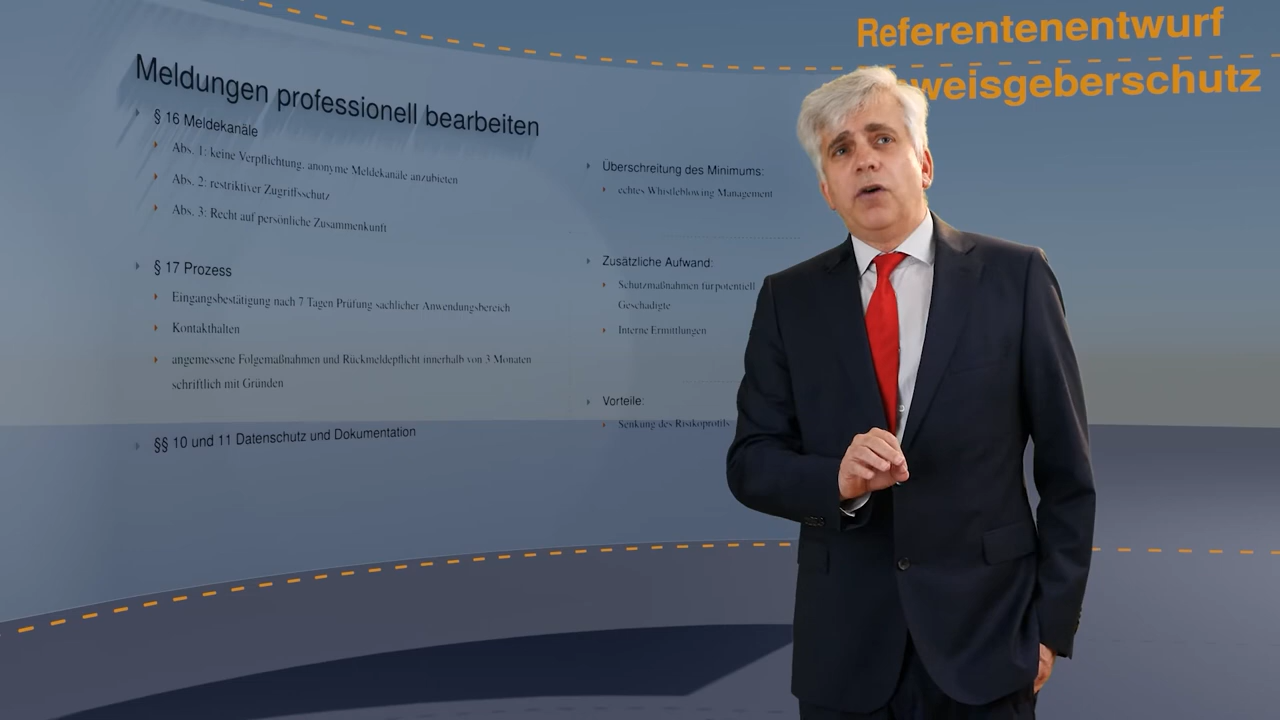 Referentenentwurf
weisgeberschutz
Meldungen professionell bearbeiten
§ 16 Meldekanäle
Abs. 1: keine Verpflichtung, anonyme Meldekanäle anzubieten
Abs. 2: restriktiver Zugriffsschutz
Abs. 3: Recht auf persönliche Zusammenkunft
§ 17 Prozess
Eingangsbestätigung nach 7 Tagen Prüfung sachlicher Anwendungsbereich
Kontakthalten
angemessene Folgemaßnahmen und Rückmeldepflicht innerhalb von 3 Monaten
schriftlich mit Gründen
§§ 10 und 11 Datenschutz und Dokumentation
Überschreitung des Minimums:
echtes Whistleblowing Management
Zusätzliche Aufwand:
Schutzmaßnahmen für potentiell
Geschädigte
Interne Ermittlungen
Vorteile:
Senkung des Risikoprofils